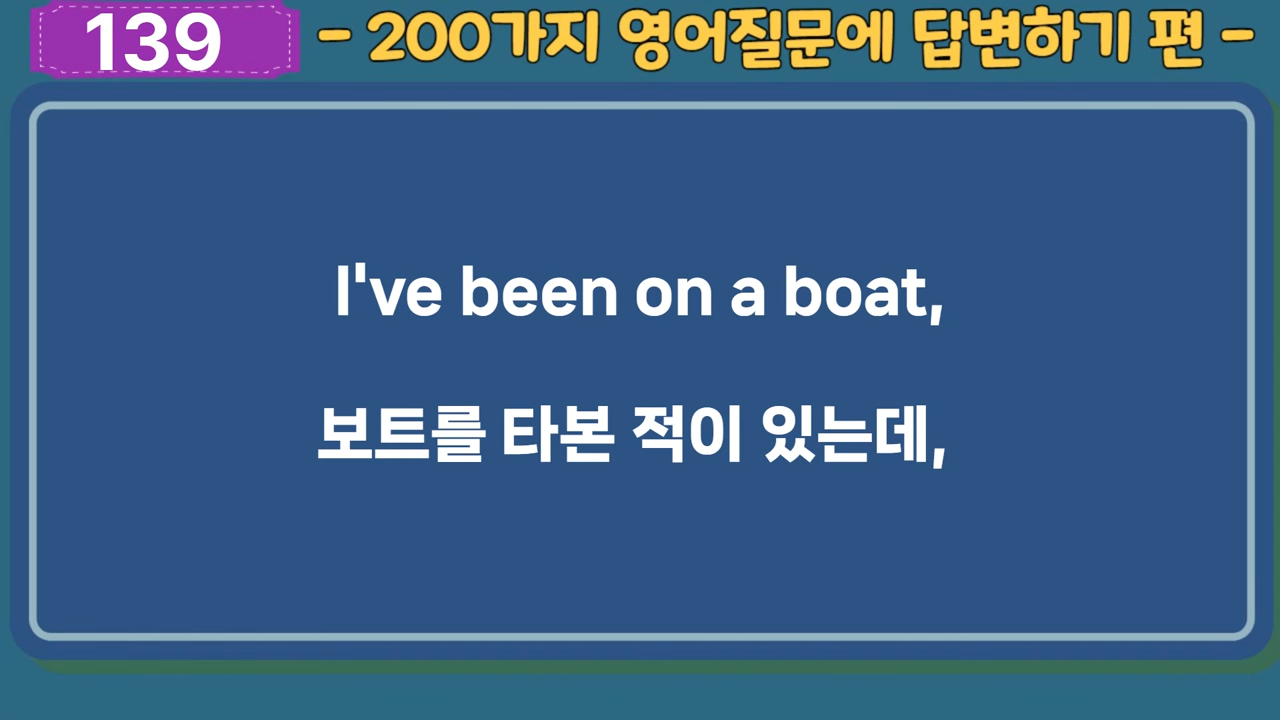 139
- 200가지 영어질문에 답변하기 편 -
I've been on a boat,
보트를 타본 적이 있는데,